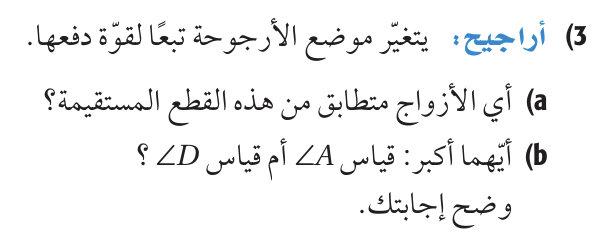 3) أراجيح: يتغيّر موضع الأرجوحة تبعًا لقوّة دفعها.
a) أي الأزواج متطابق من هذه القطع المستقيمة؟
b) أيّهما أكبر: قياس ∠A أم قياس ∠D ؟
وضح إجابتك.